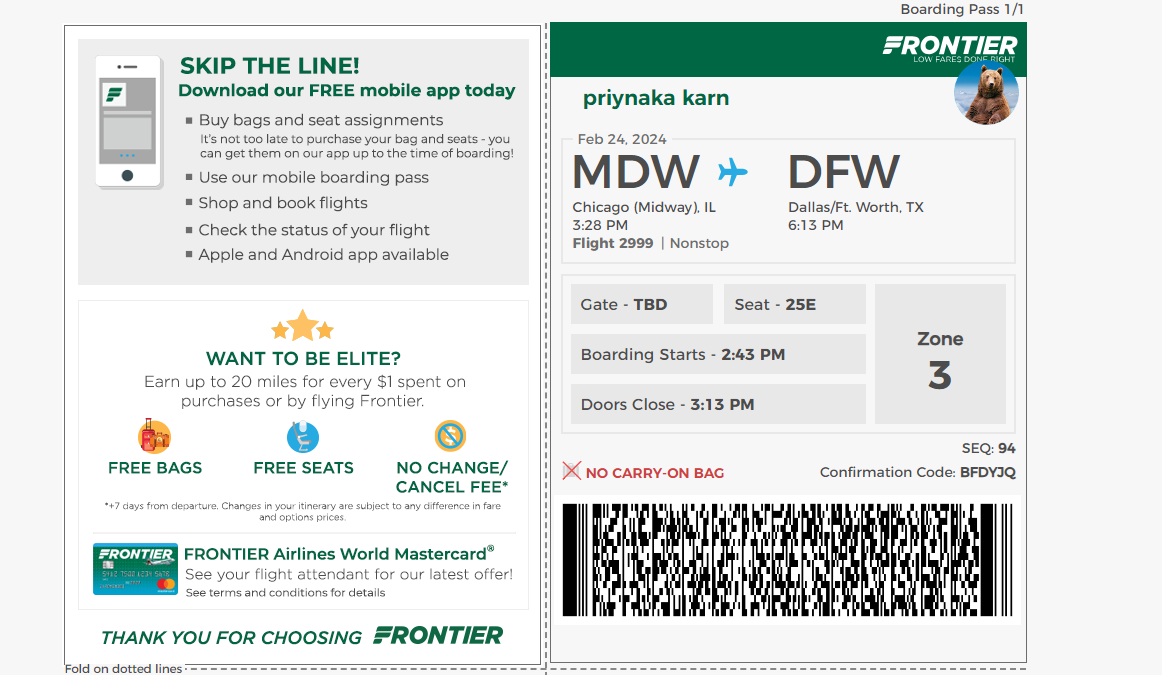 Boarding Pass 1/1
SKIP THE LINE!
Download our FREE mobile app today
Buy bags and seat assignments
It's not too late to purchase your bag and seats - you
can get them on our app up to the time of boarding!
Use our mobile boarding pass
Shop and book flights
Check the status of your flight
Apple and Android app available
WANT TO BE ELITE?
Earn up to 20 miles for every $1 spent on
purchases or by flying Frontier.
FREE BAGS
FREE SEATS
NO CHANGE/
CANCEL FEE*
*+7 days from departure. Changes in your itinerary are subject to any difference in fare
and options prices.
FRONTIER
FRONTIER Airlines World Mastercard®
See your flight attendant for our latest offer!
See terms and conditions for details
THANK YOU FOR CHOOSING FRONTIER
Fold on dotted lines
FRONTIER
LOW FARES DONE RIGHT
priynaka karn
Feb 24, 2024
MDW DFW
Chicago (Midway), IL Dallas/Ft. Worth, TX
3:28 PM 6:13 PM
Flight 2999 | Nonstop
Gate - TBD Seat - 25E
Zone
3
Boarding Starts - 2:43 PM
Doors Close - 3:13 PM
SEQ: 94
NO CARRY-ON BAG
Confirmation Code: BFDYJQ